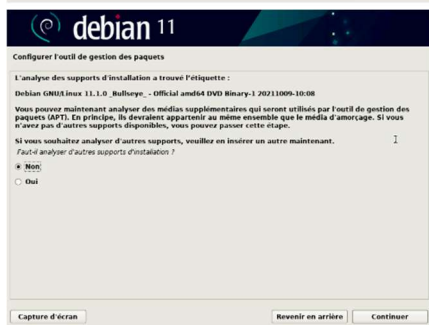 debian 11
Configurer l'outil de gestion des paquets
L'analyse des supports d'installation a trouvé l'étiquette :
Debian GNU/Linux 11.1.0 _Bullseye_ - Official amd64 DVD Binary-1 20211009-10:08
Vous pouvez maintenant analyser des médias supplémentaires qui seront utilisés par l'outil de gestion des
paquets (APT). En principe, ils devraient appartenir au même ensemble que le média d'amorçage. Si vous
n'avez pas d'autres supports disponibles, vous pouvez passer cette étape.
Si vous souhaitez analyser d'autres supports, veuillez en insérer un autre maintenant.
Faut-il analyser d'autres supports d'installation ?
Non
Oui
Capture d'écran
Revenir en arrière
Continuer